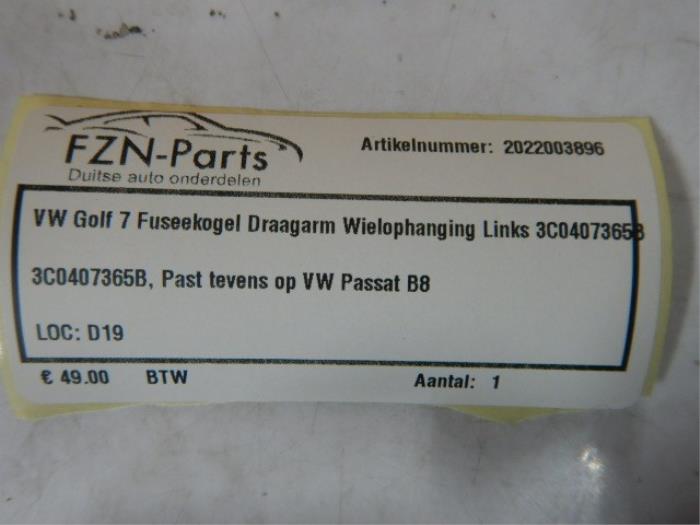 FZN-Parts
Duitse auto onderdelen
Artikelnummer: 2022003896
VW Golf 7 Fuseekogel Draagarm Wielophanging Links 3C0407365B
3C0407365B, Past tevens op VW Passat B8
LOC: D19
€ 49.00 BTW Aantal: 1